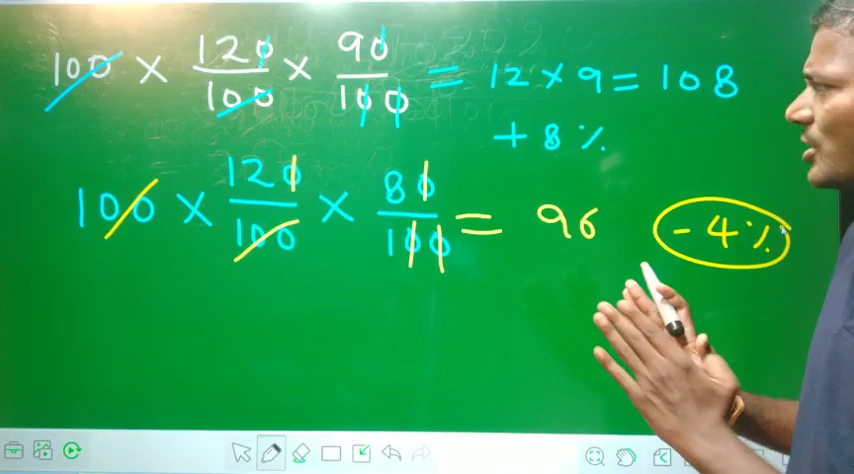 100 × 120/100 × 90/100 = 12 × 9 = 108
+ 8 %
100 × 120/100 × 80/100 = 96 - 4 %